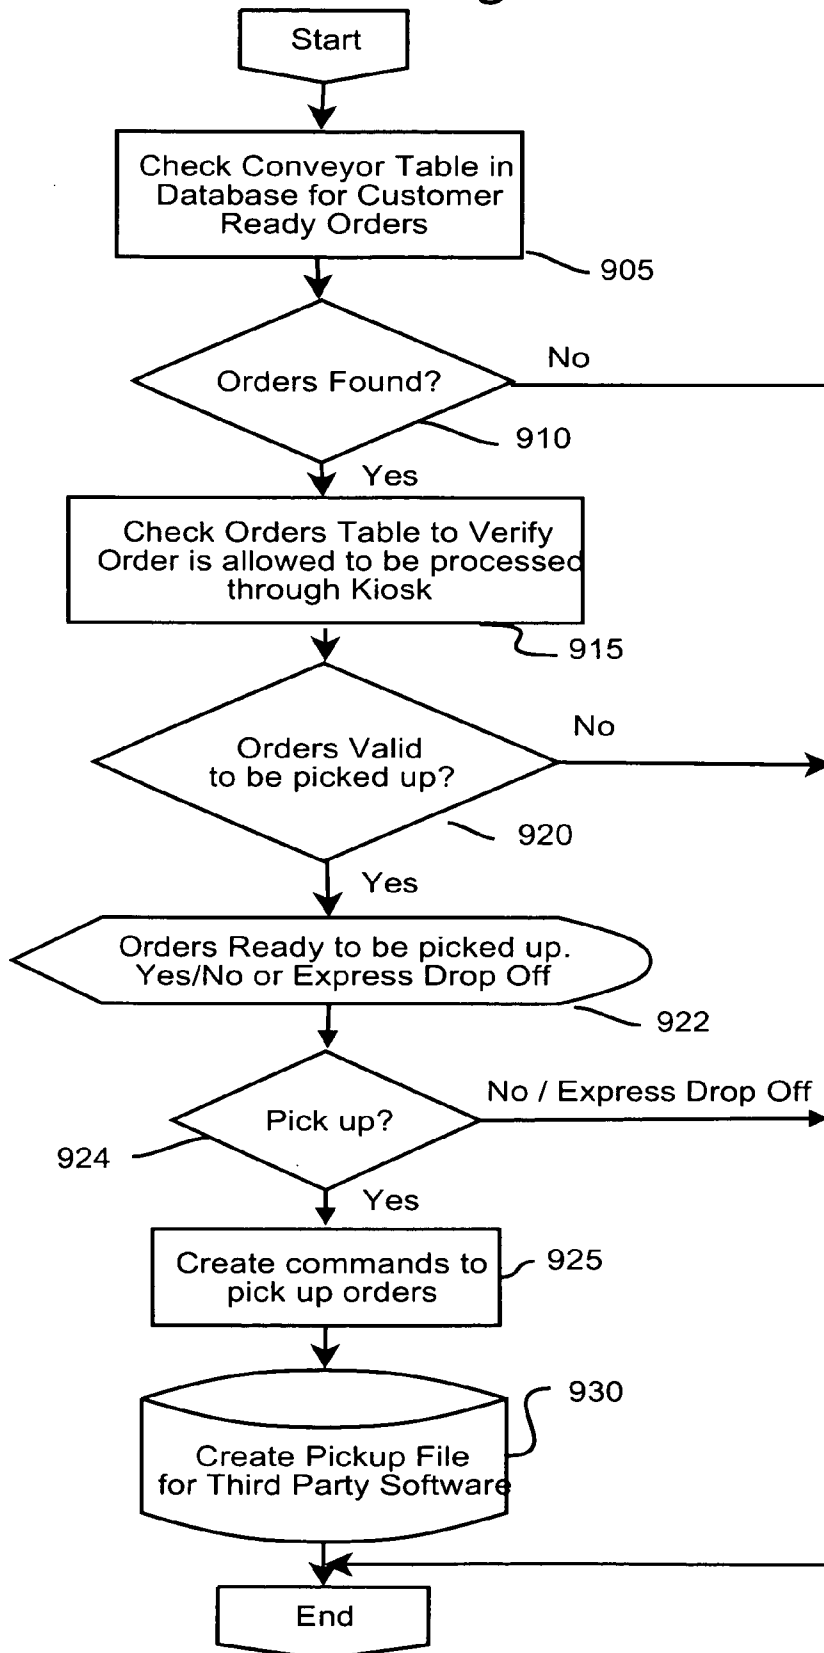 Start
Check Conveyor Table in
Database for Customer
Ready Orders
905
Orders Found?
No
910
Yes
Check Orders Table to Verify
Order is allowed to be processed
through Kiosk
915
Orders Valid
to be picked up?
No
920
Yes
Orders Ready to be picked up.
Yes/No or Express Drop Off
922
Pick up?
No / Express Drop Off
924
Yes
Create commands to
pick up orders
925
930
Create Pickup File
for Third Party Software
End